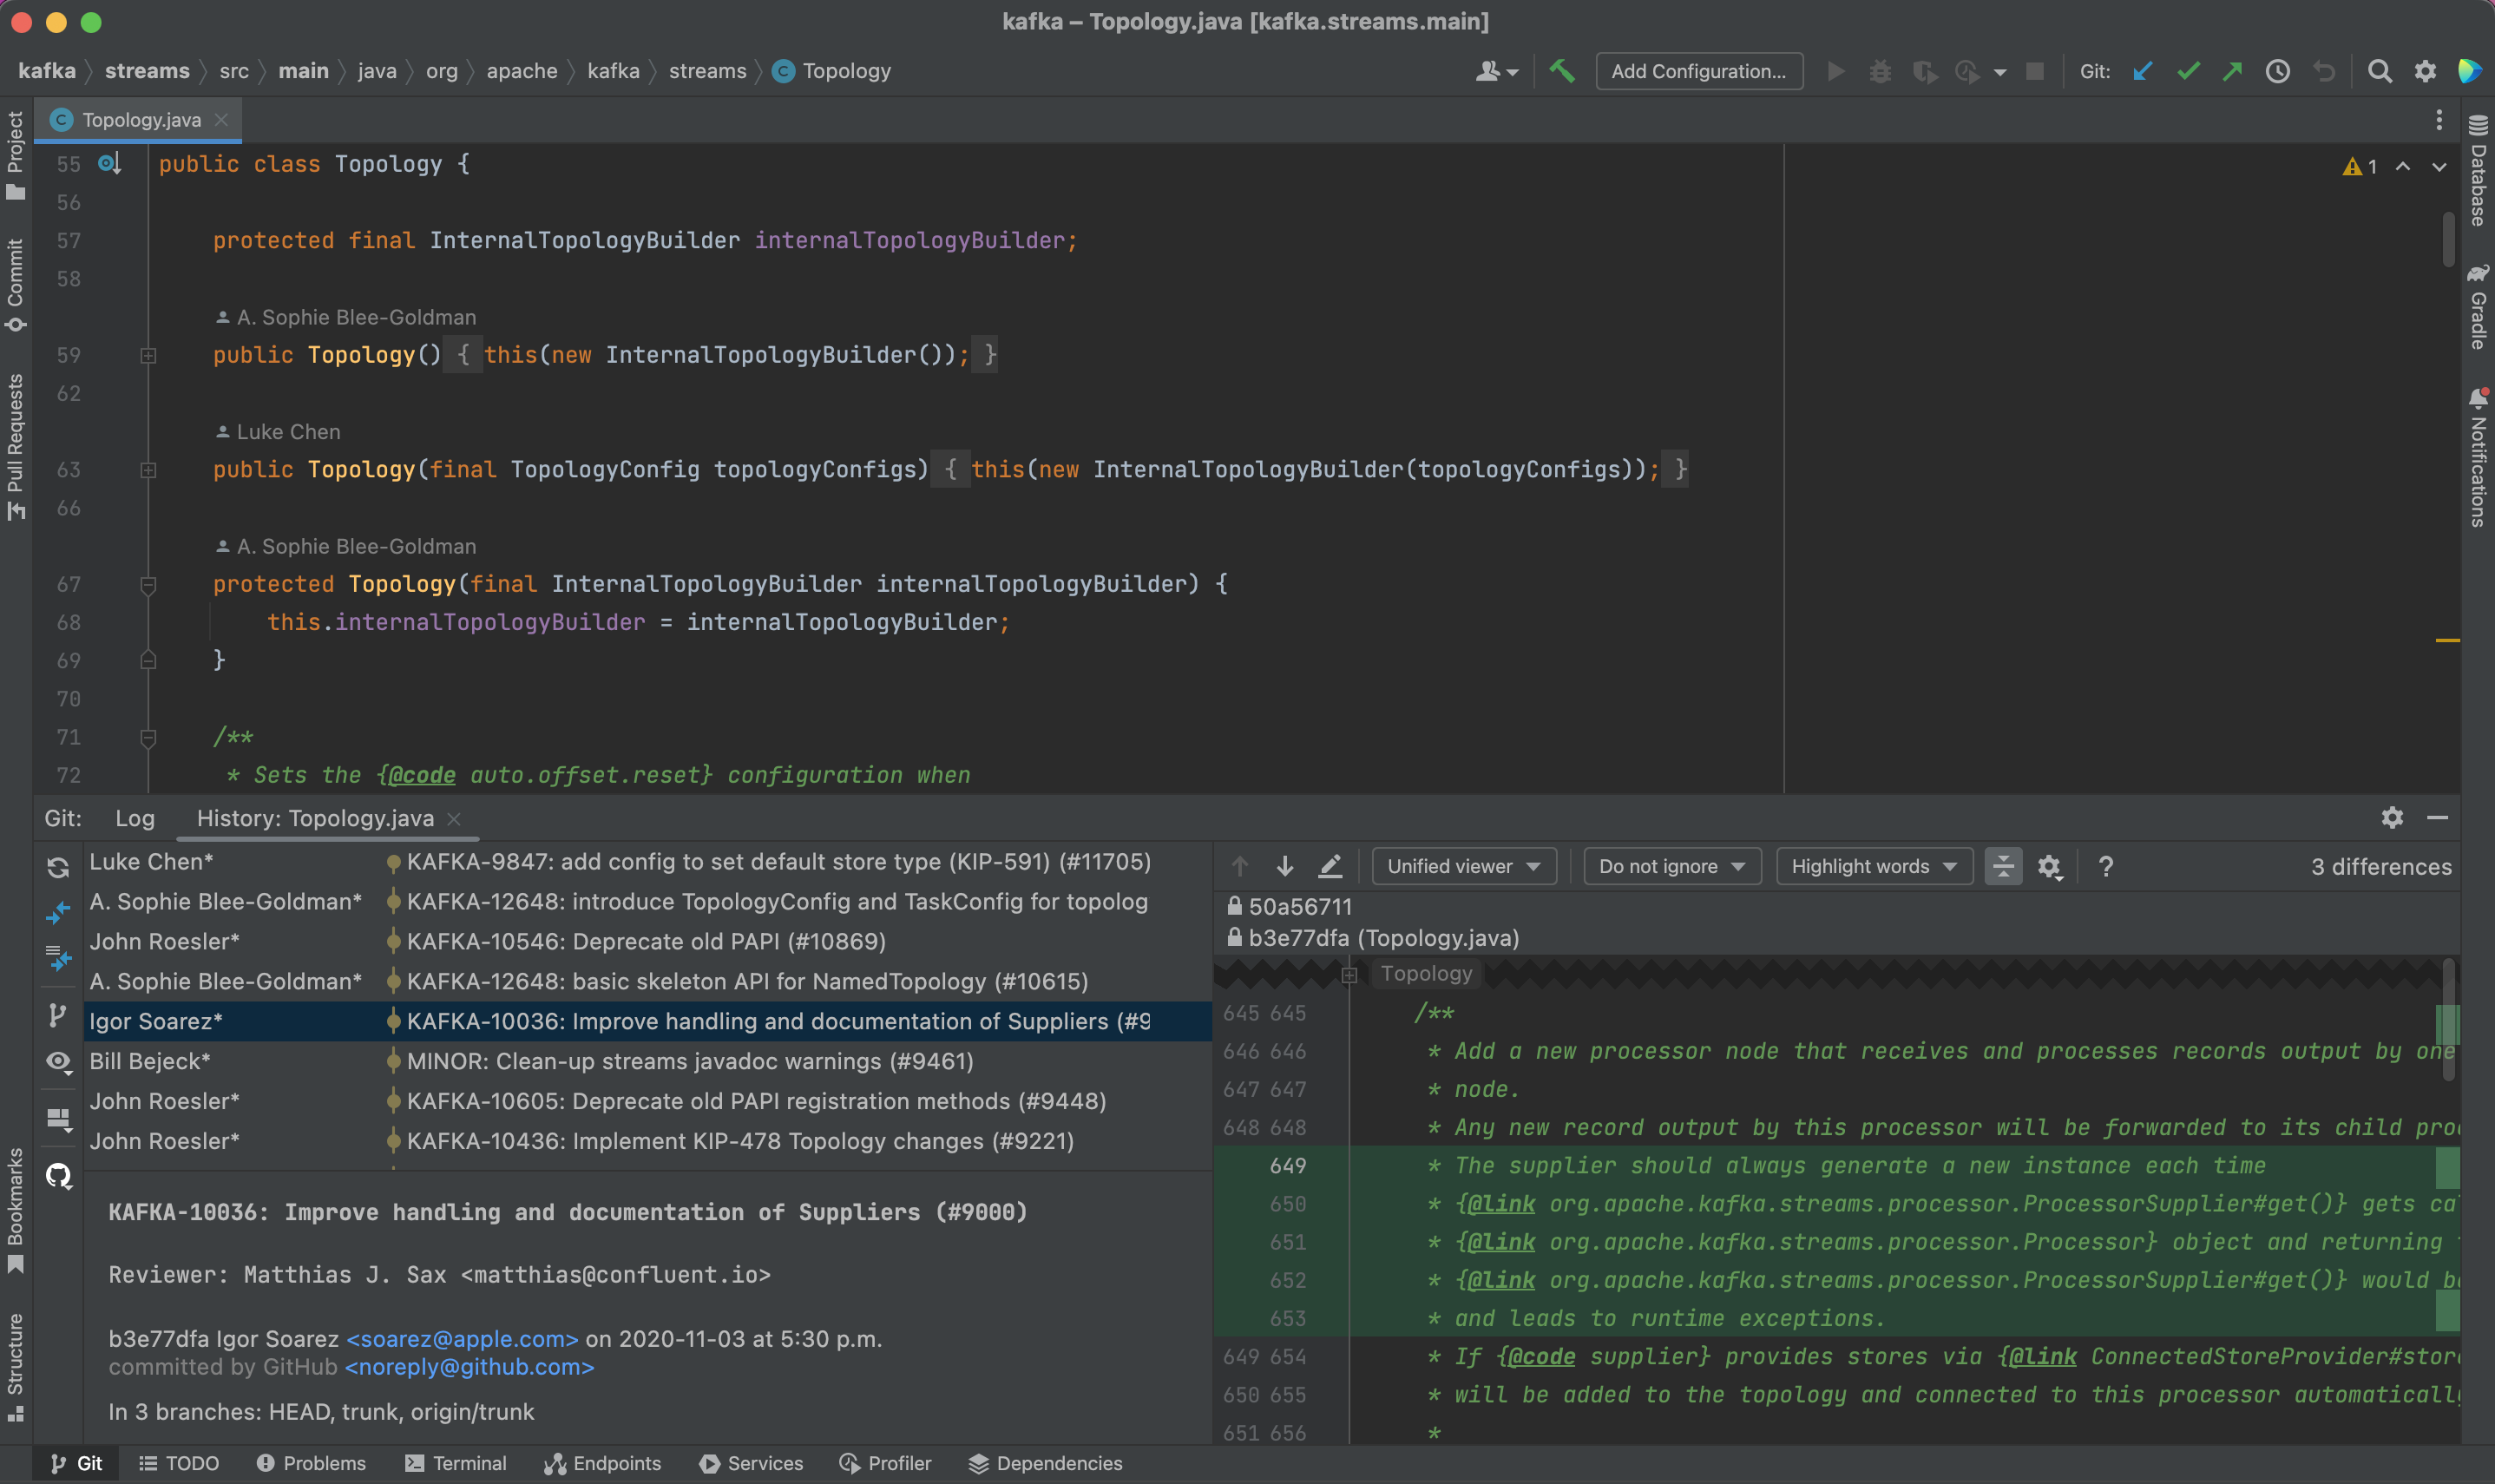 kafka – Topology.java [kafka.streams.main]
kafka streams src main java org apache kafka streams Topology
Add Configuration... Git:
Topology.java
Project
Commit
Pull Requests
Bookmarks
Structure
Database
Gradle
Notifications
1
55 public class Topology {
56
57 protected final InternalTopologyBuilder internalTopologyBuilder;
58
A. Sophie Blee-Goldman
59 public Topology() { this(new InternalTopologyBuilder()); }
62
Luke Chen
63 public Topology(final TopologyConfig topologyConfigs) { this(new InternalTopologyBuilder(topologyConfigs)); }
66
A. Sophie Blee-Goldman
67 protected Topology(final InternalTopologyBuilder internalTopologyBuilder) {
68 this.internalTopologyBuilder = internalTopologyBuilder;
69 }
70
71 /**
72 * Sets the {@code auto.offset.reset} configuration when
Git: Log History: Topology.java
Luke Chen* KAFKA-9847: add config to set default store type (KIP-591) (#11705)
A. Sophie Blee-Goldman* KAFKA-12648: introduce TopologyConfig and TaskConfig for topolog
John Roesler* KAFKA-10546: Deprecate old PAPI (#10869)
A. Sophie Blee-Goldman* KAFKA-12648: basic skeleton API for NamedTopology (#10615)
Igor Soarez* KAFKA-10036: Improve handling and documentation of Suppliers (#9
Bill Bejeck* MINOR: Clean-up streams javadoc warnings (#9461)
John Roesler* KAFKA-10605: Deprecate old PAPI registration methods (#9448)
John Roesler* KAFKA-10436: Implement KIP-478 Topology changes (#9221)
KAFKA-10036: Improve handling and documentation of Suppliers (#9000)
Reviewer: Matthias J. Sax <matthias@confluent.io>
b3e77dfa Igor Soarez <soarez@apple.com> on 2020-11-03 at 5:30 p.m.
committed by GitHub <noreply@github.com>
In 3 branches: HEAD, trunk, origin/trunk
Unified viewer Do not ignore Highlight words ? 3 differences
50a56711
b3e77dfa (Topology.java)
Topology
645 645 /**
646 646 * Add a new processor node that receives and processes records output by one
647 647 * node.
648 648 * Any new record output by this processor will be forwarded to its child pro
649 * The supplier should always generate a new instance each time
650 * {@link org.apache.kafka.streams.processor.ProcessorSupplier#get()} gets ca
651 * {@link org.apache.kafka.streams.processor.Processor} object and returning
652 * {@link org.apache.kafka.streams.processor.ProcessorSupplier#get()} would b
653 * and leads to runtime exceptions.
649 654 * If {@code supplier} provides stores via {@link ConnectedStoreProvider#stor
650 655 * will be added to the topology and connected to this processor automatically
651 656 *
Git TODO Problems Terminal Endpoints Services Profiler Dependencies